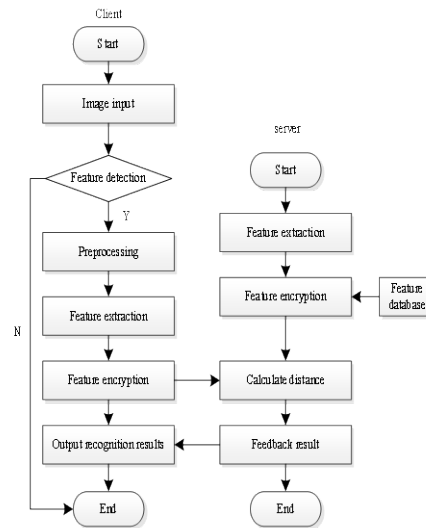 Client
Start
Image input
Feature detection
Y
Preprocessing
Feature extraction
N
Feature encryption
Output recognition results
End
server
Start
Feature extraction
Feature encryption
Feature
database
Calculate distance
Feedback result
End